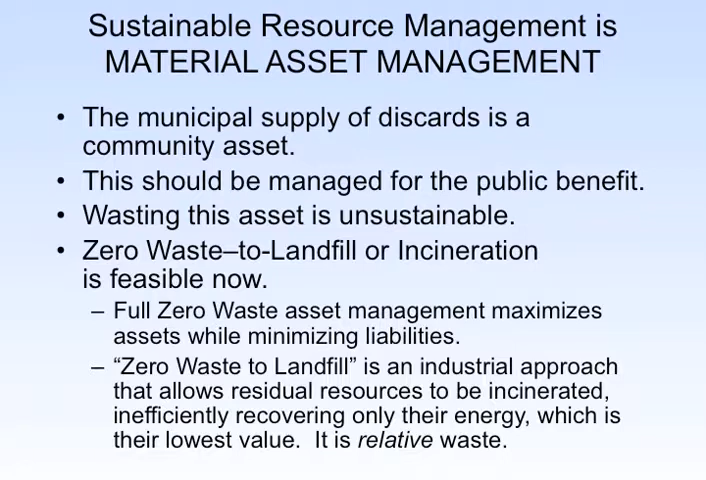 Sustainable Resource Management is
MATERIAL ASSET MANAGEMENT
• The municipal supply of discards is a
community asset.
• This should be managed for the public benefit.
• Wasting this asset is unsustainable.
• Zero Waste–to-Landfill or Incineration
is feasible now.
– Full Zero Waste asset management maximizes
assets while minimizing liabilities.
– “Zero Waste to Landfill” is an industrial approach
that allows residual resources to be incinerated,
inefficiently recovering only their energy, which is
their lowest value.  It is relative waste.